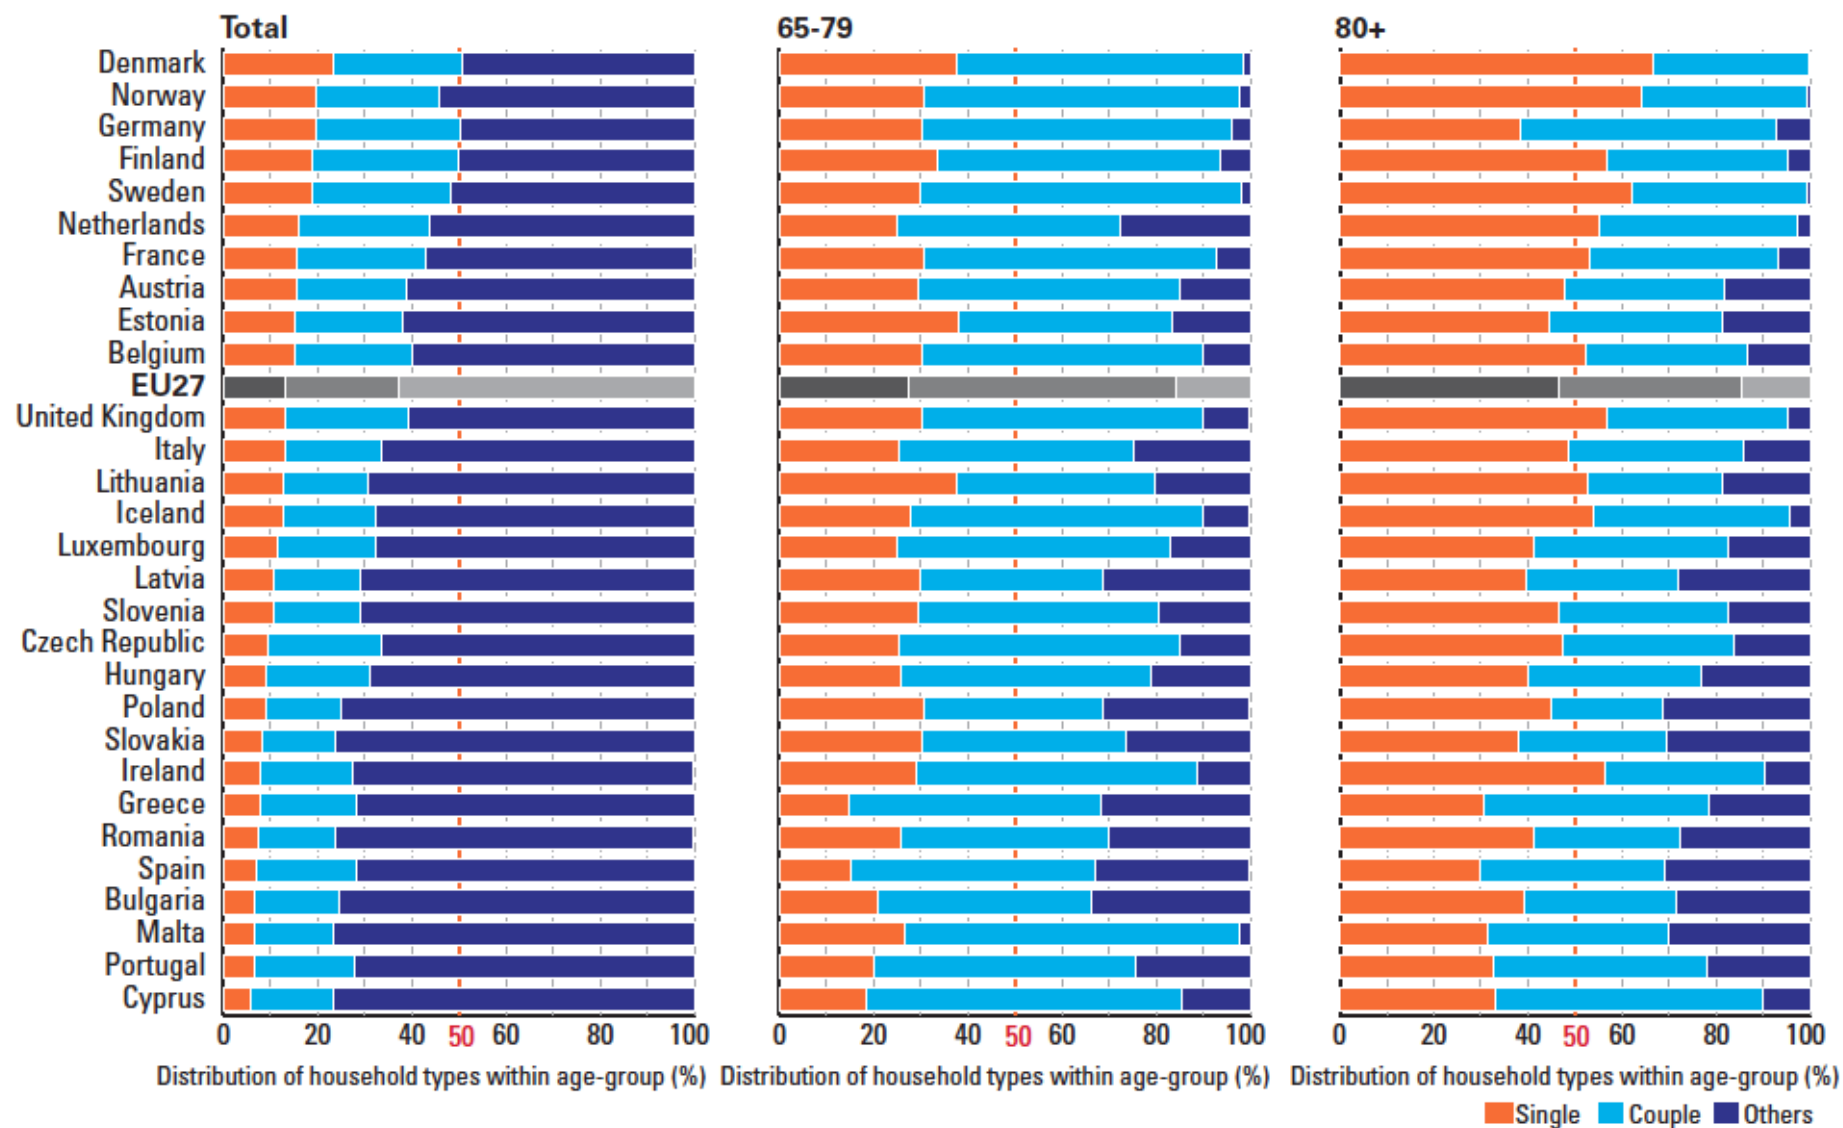 Total 65-79 80+
Denmark
Norway
Germany
Finland
Sweden
Netherlands
France
Austria
Estonia
Belgium
EU27
United Kingdom
Italy
Lithuania
Iceland
Luxembourg
Latvia
Slovenia
Czech Republic
Hungary
Poland
Slovakia
Ireland
Greece
Romania
Spain
Bulgaria
Malta
Portugal
Cyprus
0 20 40 50 60 80 100 0 20 40 50 60 80 100 0 20 40 50 60 80 100
Distribution of household types within age-group (%) Distribution of household types within age-group (%) Distribution of household types within age-group (%)
Single Couple Others